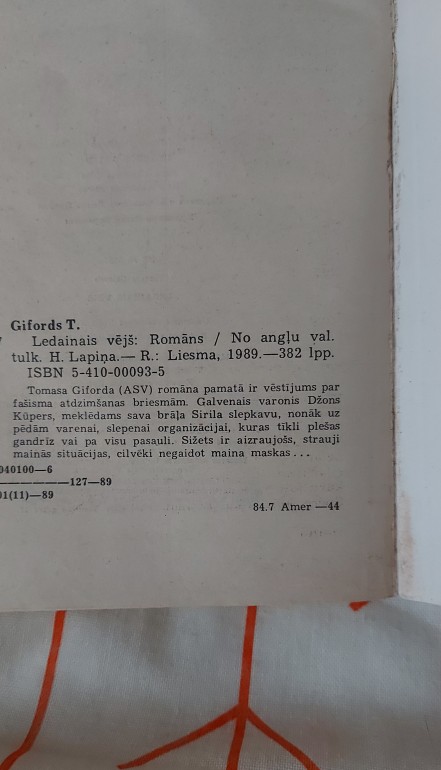 Gifords T.
Ledainais vējš: Romāns / No angļu val.
tulk. H. Lapiņa.— R.: Liesma, 1989.—382 lpp.
ISBN 5-410-00093-5
Tomasa Giforda (ASV) romāna pamatā ir vēstījums par
fašisma atdzimšanas briesmām. Galvenais varonis Džons
Kūpers, meklēdams sava brāļa Sirila slepkavu, nonāk uz
pēdām varenai, slepenai organizācijai, kuras tīkli plešas
gandrīz vai pa visu pasauli. Sižets ir aizraujošs, strauji
mainās situācijas, cilvēki negaidot maina maskas...
040100—6
—127—89
01(11)—89
84.7 Amer —44